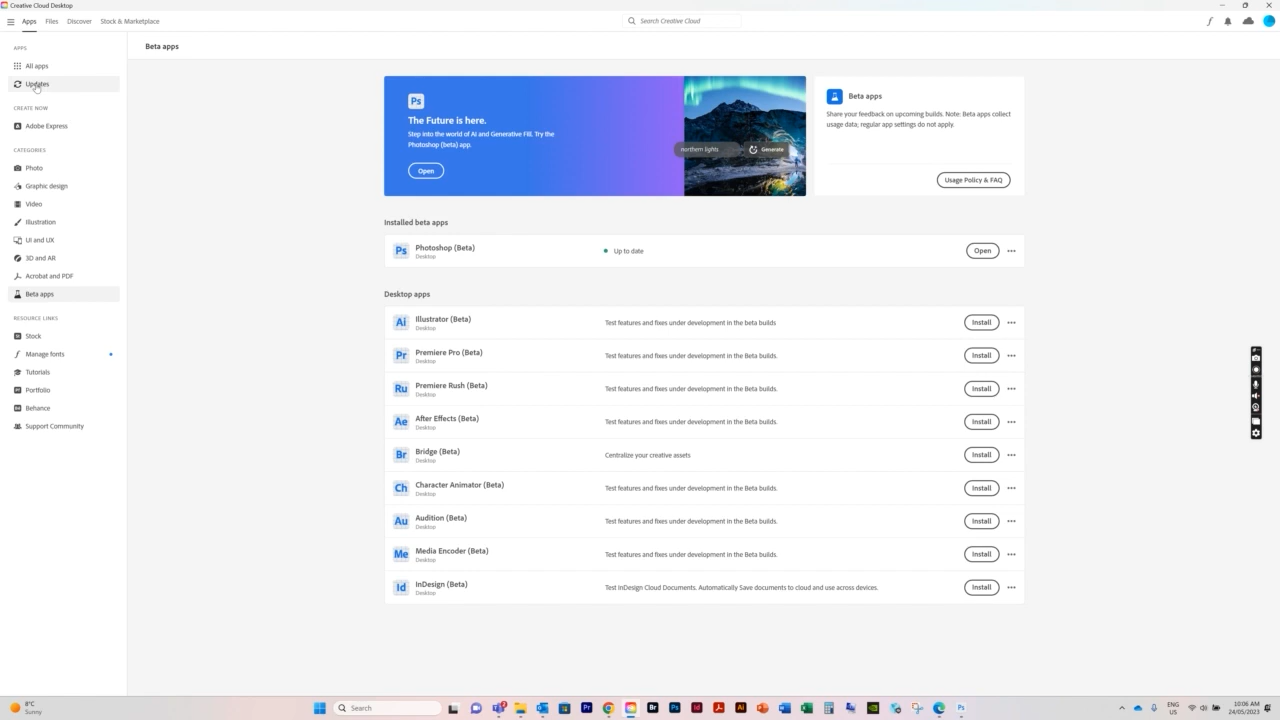 Creative Cloud Desktop
Apps Files Discover Stock & Marketplace
Search Creative Cloud
APPS
All apps
Updates
CREATE NOW
Adobe Express
CATEGORIES
Photo
Graphic design
Video
Illustration
UI and UX
3D and AR
Acrobat and PDF
Beta apps
RESOURCE LINKS
Stock
Manage fonts
Tutorials
Portfolio
Behance
Support Community
Beta apps
Ps
The Future is here.
Step into the world of AI and Generative Fill. Try the
Photoshop (beta) app.
Open
northern lights
Generate
Beta apps
Share your feedback on upcoming builds. Note: Beta apps collect
usage data; regular app settings do not apply.
Usage Policy & FAQ
Installed beta apps
Ps Photoshop (Beta) Up to date Open
Desktop
Desktop apps
Ai Illustrator (Beta) Test features and fixes under development in the beta builds Install
Desktop
Pr Premiere Pro (Beta) Test features and fixes under development in the Beta builds. Install
Desktop
Ru Premiere Rush (Beta) Test features and fixes under development in the Beta builds. Install
Desktop
Ae After Effects (Beta) Test features and fixes under development in the Beta builds. Install
Desktop
Br Bridge (Beta) Centralize your creative assets Install
Desktop
Ch Character Animator (Beta) Test features and fixes under development in the Beta builds. Install
Desktop
Au Audition (Beta) Test features and fixes under development in the Beta builds. Install
Desktop
Me Media Encoder (Beta) Test features and fixes under development in the Beta builds. Install
Desktop
Id InDesign (Beta) Test InDesign Cloud Documents. Automatically Save documents to cloud and use across devices. Install
Desktop
8°C
Sunny
Search
Pr
Br
Ps
Id
Ai
Ps
ENG
US
10:06 AM
24/05/2023